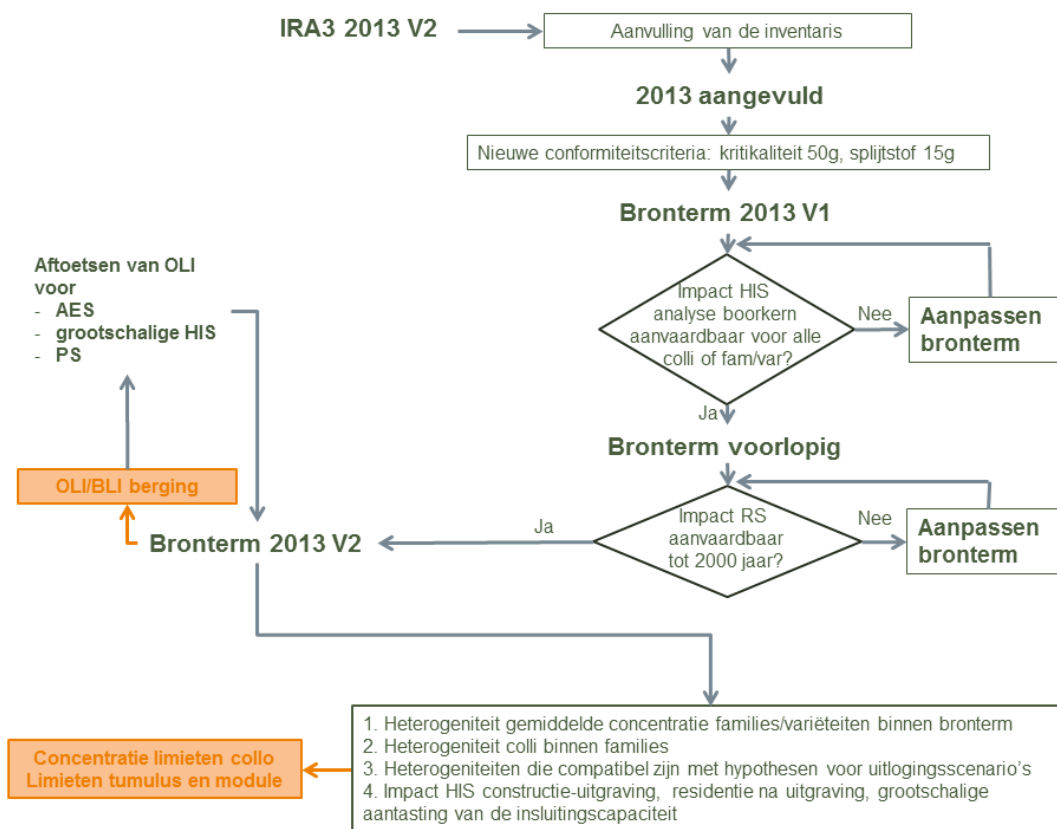 IRA3 2013 V2
Aanvulling van de inventaris
2013 aangevuld
Nieuwe conformiteitscriteria: kritikaliteit 50g, splijtstof 15g
Bronterm 2013 V1
Aftoetsen van OLI
voor
- AES
- grootschalige HIS
- PS
Impact HIS
analyse boorkern
aanvaardbaar voor alle
colli of fam/var?
Nee
Aanpassen
bronterm
Ja
Bronterm voorlopig
OLI/BLI berging
Impact RS
aanvaardbaar
tot 2000 jaar?
Nee
Aanpassen
bronterm
Ja
Bronterm 2013 V2
1. Heterogeniteit gemiddelde concentratie families/variëteiten binnen bronterm
2. Heterogeniteit colli binnen families
3. Heterogeniteiten die compatibel zijn met hypothesen voor uitlogingsscenario’s
4. Impact HIS constructie-uitgraving, residentie na uitgraving, grootschalige
aantasting van de insluitingscapaciteit
Concentratie limieten collo
Limieten tumulus en module